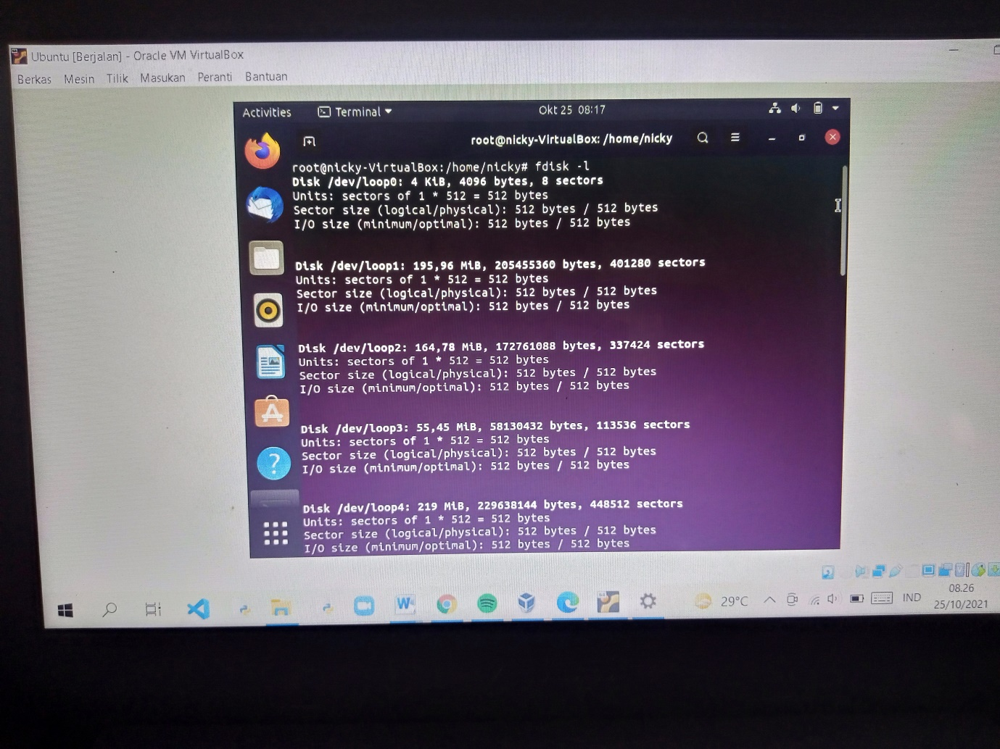 Ubuntu [Berjalan] - Oracle VM VirtualBox
Berkas Mesin Tilik Masukan Peranti Bantuan
Activities Terminal Okt 25 08:17
root@nicky-VirtualBox: /home/nicky
root@nicky-VirtualBox:/home/nicky# fdisk -l
Disk /dev/loop0: 4 KiB, 4096 bytes, 8 sectors
Units: sectors of 1 * 512 = 512 bytes
Sector size (logical/physical): 512 bytes / 512 bytes
I/O size (minimum/optimal): 512 bytes / 512 bytes
Disk /dev/loop1: 195,96 MiB, 205455360 bytes, 401280 sectors
Units: sectors of 1 * 512 = 512 bytes
Sector size (logical/physical): 512 bytes / 512 bytes
I/O size (minimum/optimal): 512 bytes / 512 bytes
Disk /dev/loop2: 164,78 MiB, 172761088 bytes, 337424 sectors
Units: sectors of 1 * 512 = 512 bytes
Sector size (logical/physical): 512 bytes / 512 bytes
I/O size (minimum/optimal): 512 bytes / 512 bytes
Disk /dev/loop3: 55,45 MiB, 58130432 bytes, 113536 sectors
Units: sectors of 1 * 512 = 512 bytes
Sector size (logical/physical): 512 bytes / 512 bytes
I/O size (minimum/optimal): 512 bytes / 512 bytes
Disk /dev/loop4: 219 MiB, 229638144 bytes, 448512 sectors
Units: sectors of 1 * 512 = 512 bytes
Sector size (logical/physical): 512 bytes / 512 bytes
I/O size (minimum/optimal): 512 bytes / 512 bytes
29°C IND 08.26
25/10/2021